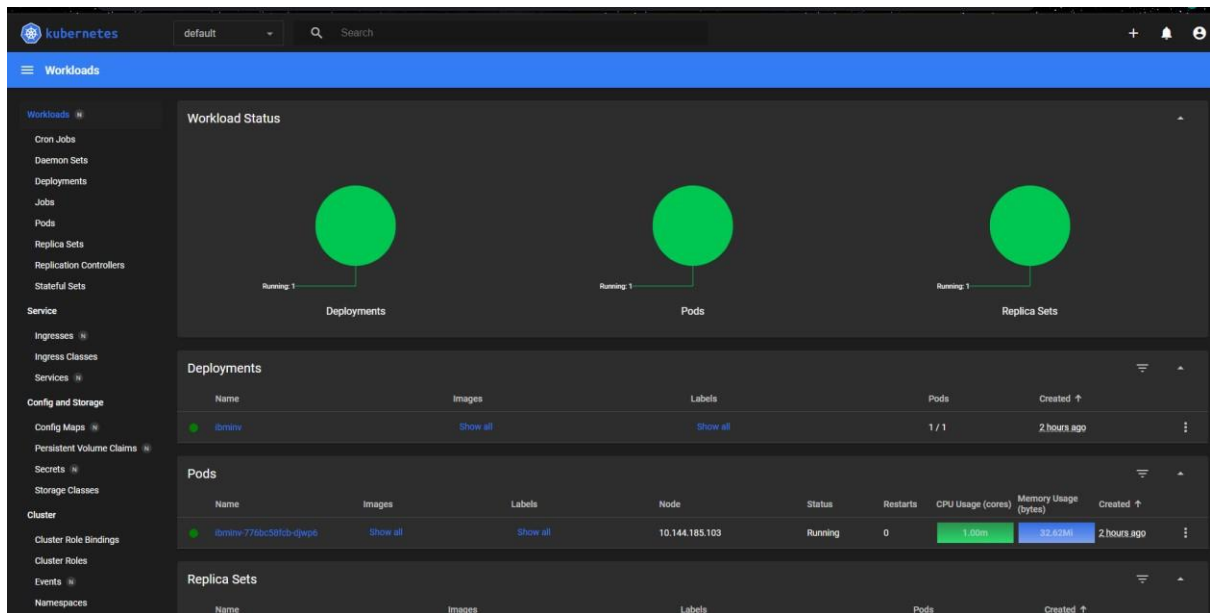 kubernetes default Search
Workloads
Workloads N
Cron Jobs
Daemon Sets
Deployments
Jobs
Pods
Replica Sets
Replication Controllers
Stateful Sets
Service
Ingresses N
Ingress Classes
Services N
Config and Storage
Config Maps N
Persistent Volume Claims N
Secrets N
Storage Classes
Cluster
Cluster Role Bindings
Cluster Roles
Events N
Namespaces
Workload Status
Running: 1 Running: 1 Running: 1
Deployments Pods Replica Sets
Deployments
Name Images Labels Pods Created ↑
ibminv Show all Show all 1 / 1 2 hours ago
Pods
Name Images Labels Node Status Restarts CPU Usage (cores) Memory Usage (bytes) Created ↑
Show all Show all 10.144.185.103 Running 0 1.00m 32.62Mi 2 hours ago
Replica Sets
Name Images Labels Pods Created ↑